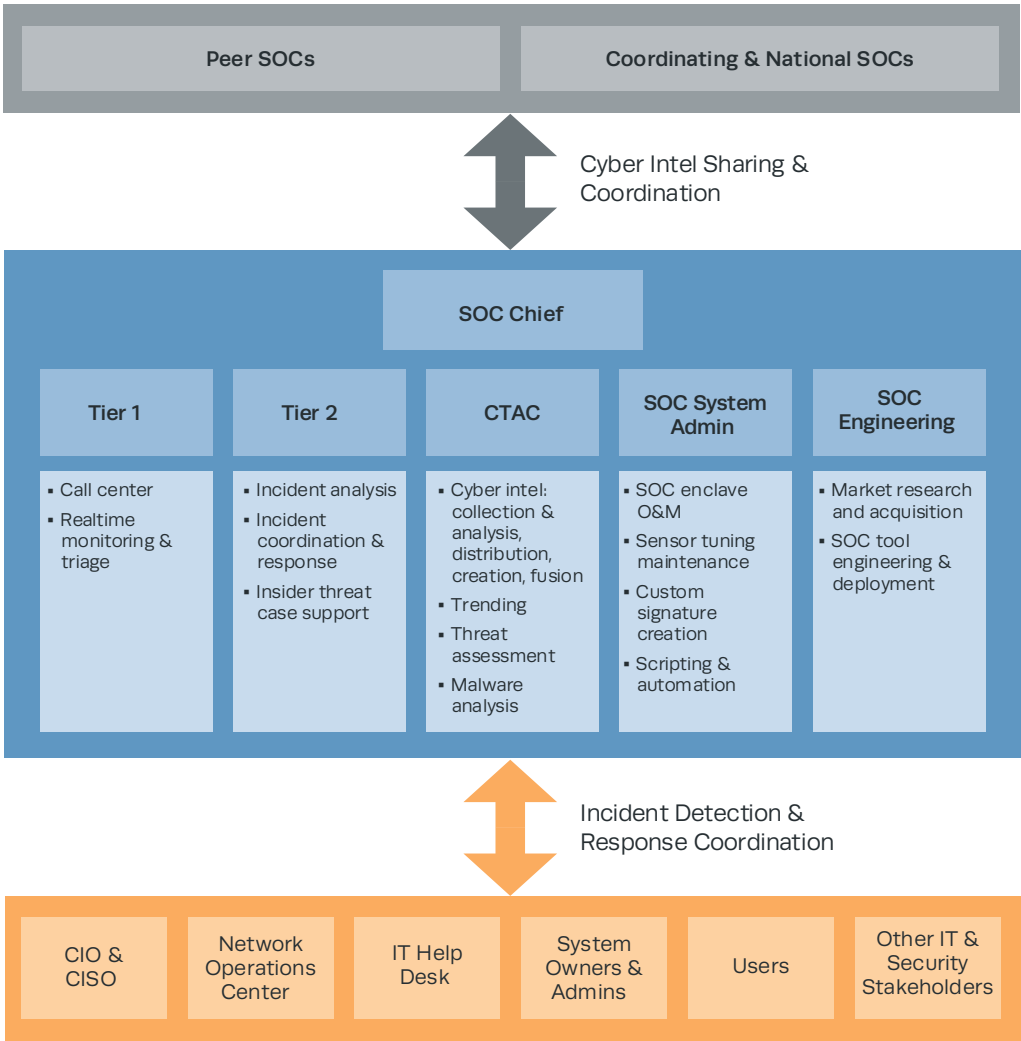 Peer SOCs
Coordinating & National SOCs
Cyber Intel Sharing &
Coordination
SOC Chief
Tier 1
Tier 2
CTAC
SOC System
Admin
SOC
Engineering
▪ Call center
▪ Realtime
monitoring &
triage
▪ Incident analysis
▪ Incident
coordination &
response
▪ Insider threat
case support
▪ Cyber intel:
collection &
analysis,
distribution,
creation, fusion
▪ Trending
▪ Threat
assessment
▪ Malware
analysis
▪ SOC enclave
O&M
▪ Sensor tuning
maintenance
▪ Custom
signature
creation
▪ Scripting &
automation
▪ Market research
and acquisition
▪ SOC tool
engineering &
deployment
Incident Detection &
Response Coordination
CIO &
CISO
Network
Operations
Center
IT Help
Desk
System
Owners &
Admins
Users
Other IT &
Security
Stakeholders